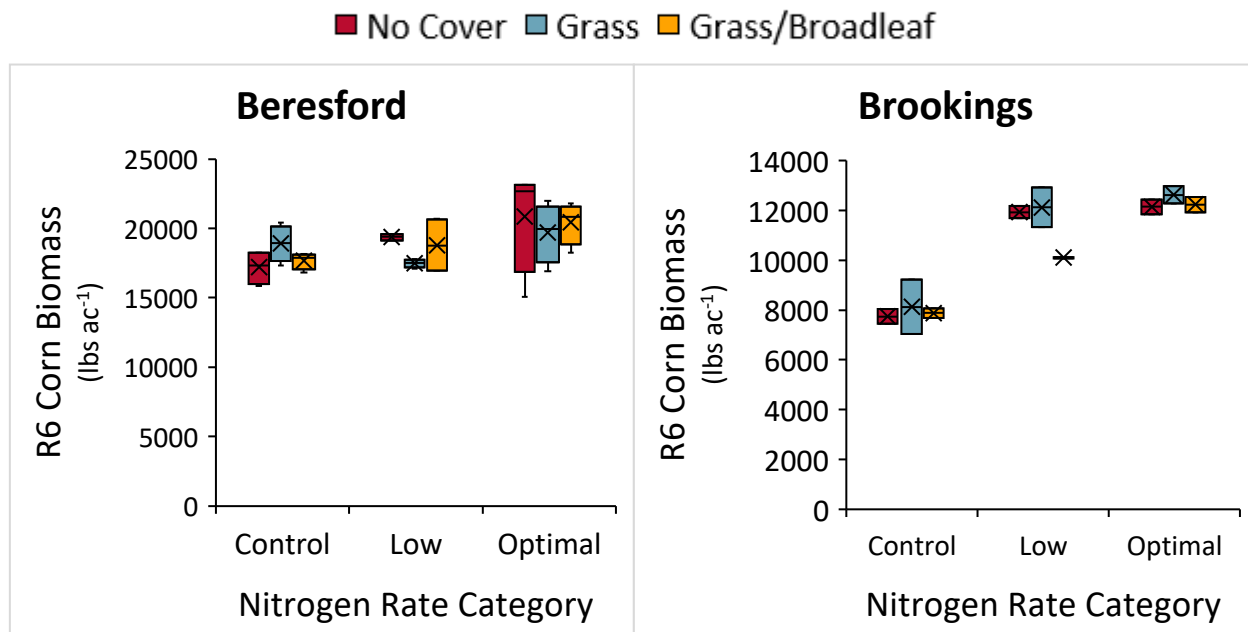 No Cover Grass Grass/Broadleaf
Beresford
R6 Corn Biomass
(lbs ac⁻¹)
25000
20000
15000
10000
5000
0
Control Low Optimal
Nitrogen Rate Category
Brookings
R6 Corn Biomass
(lbs ac⁻¹)
14000
12000
10000
8000
6000
4000
2000
0
Control Low Optimal
Nitrogen Rate Category